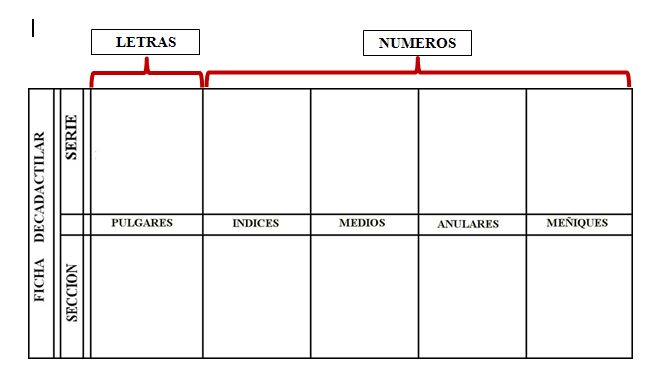 LETRAS
NUMEROS
FICHA DECADACTILAR
SERIE
PULGARES INDICES MEDIOS ANULARES MEÑIQUES
SECCION